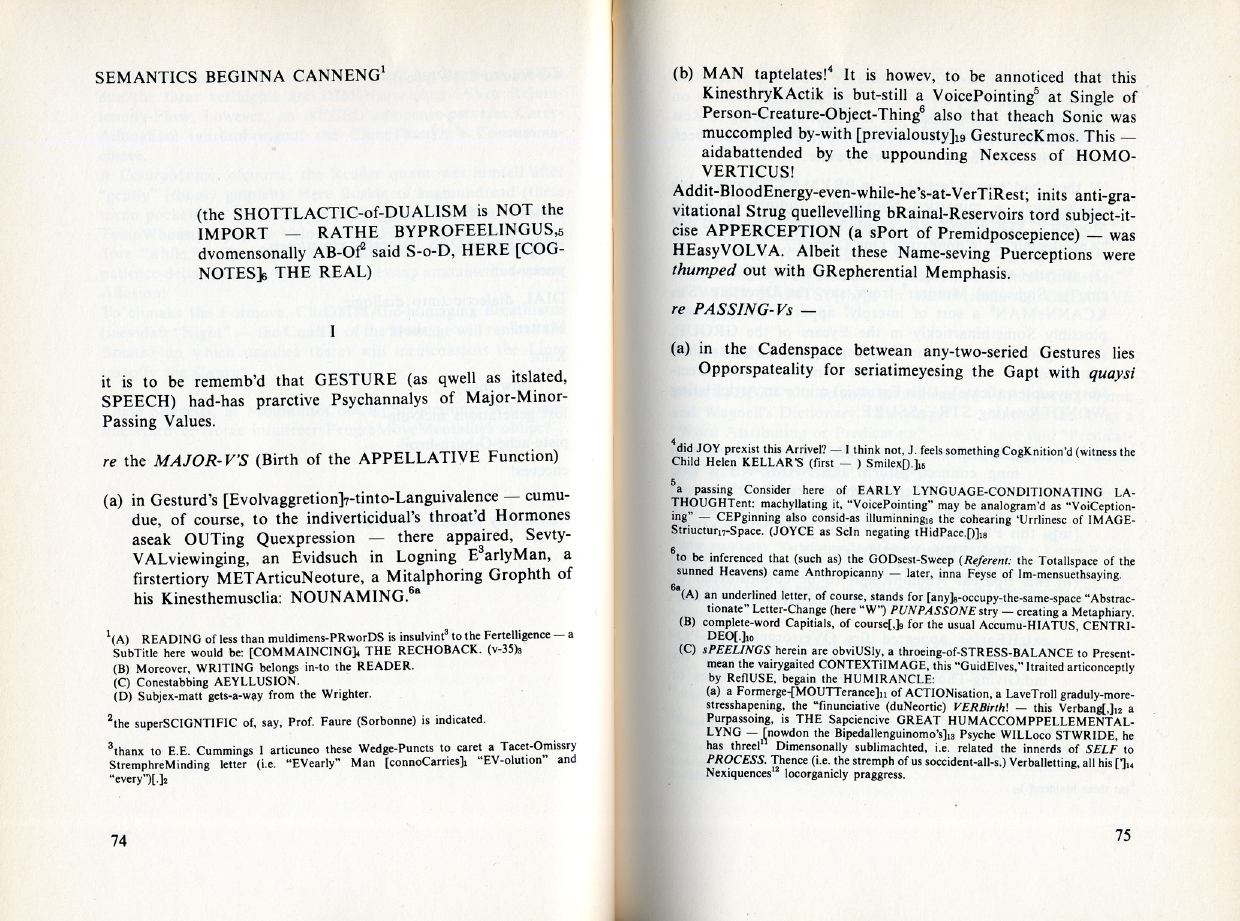 SEMANTICS BEGINNA CANNENG¹
(the SHOTTLACTIC-of-DUALISM is NOT the
IMPORT — RATHE BYPROFEELINGUS,₅
dvomensonally AB-Of² said S-o-D, HERE [COG-
NOTES]₆ THE REAL)
I
it is to be rememb'd that GESTURE (as qwell as itslated,
SPEECH) had-has prarctive Psychannalys of Major-Minor-
Passing Values.
re the MAJOR-V'S (Birth of the APPELLATIVE Function)
(a) in Gesturd's [Evolvaggretion]₇-tinto-Languivalence — cumu-
due, of course, to the indiverticidual's throat'd Hormones
aseak OUTing Quexpression — there appaired, Sevty-
VALviewinging, an Evidsuch in Logning E³arlyMan, a
firstertiory METArticuNeoture, a Mitalphoring Grophth of
his Kinesthemusclia: NOUNAMING.⁶ᵃ
¹(A) READING of less than muldimens-PRworDS is insulvint³ to the Fertelligence — a
SubTitle here would be: [COMMAINCING]₄ THE RECHOBACK. (v-35)₈
(B) Moreover, WRITING belongs in-to the READER.
(C) Conestabbing AEYLLUSION.
(D) Subjex-matt gets-a-way from the Wrighter.
²the superSCIGNTIFIC of, say, Prof. Faure (Sorbonne) is indicated.
³thanx to E.E. Cummings I articuneo these Wedge-Puncts to caret a Tacet-Omissry
StremphreMinding letter (i.e. "EVearly" Man [connoCarries]₁ "EV-olution" and
"every")[.]₂
74
(b) MAN taptelates!⁴ It is howev, to be annoticed that this
KinesthryKActik is but-still a VoicePointing⁵ at Single of
Person-Creature-Object-Thing⁶ also that theach Sonic was
muccompled by-with [previalousty]₁₉ GesturecKmos. This —
aidabattended by the uppounding Nexcess of HOMO-
VERTICUS!
Addit-BloodEnergy-even-while-he's-at-VerTiRest; inits anti-gra-
vitational Strug quellevelling bRainal-Reservoirs tord subject-it-
cise APPERCEPTION (a sPort of Premidposcepience) — was
HEasyVOLVA. Albeit these Name-seving Puerceptions were
thumped out with GRepherential Memphasis.
re PASSING-Vs —
(a) in the Cadenspace betwean any-two-seried Gestures lies
Opporspateality for seriatimeyesing the Gapt with quaysi
⁴did JOY prexist this Arrivel? — I think not, J. feels something CogKnition'd (witness the
Child Helen KELLAR'S (first — ) Smilex[).]₁₅
⁵a passing Consider here of EARLY LYNGUAGE-CONDITIONATING LA-
THOUGHTent: machyllating it, "VoicePointing" may be analogram'd as "VoiCeption-
ing" — CEPginning also consid-as illuminning₁₆ the cohearing 'Urrlinesc of IMAGE-
Striuctur₁₇-Space. (JOYCE as ScIn negating tHidPace.[)]₁₈
⁶to be inferenced that (such as) the GODsest-Sweep (Referent: the Totallspace of the
sunned Heavens) came Anthropicanny — later, inna Feyse of Im-mensuethsaying.
⁶ᵃ(A) an underlined letter, of course, stands for [any]₈-occupy-the-same-space "Abstrac-
tionate" Letter-Change (here "W") PUNPASSONE stry — creating a Metaphiary.
(B) complete-word Capitials, of course[,]₉ for the usual Accumu-HIATUS, CENTRI-
DEO[.]₁₀
(C) sPEELINGS herein are obviUSly, a throeing-of-STRESS-BALANCE to Present-
mean the vairygaited CONTEXTiIMAGE, this "GuidElves," Itraited articonceptly
by ReflUSE, begain the HUMIRANCLE:
(a) a Formerge-[MOUTTerance]₁₁ of ACTIONisation, a LaveTroll graduly-more-
stresshapening, the "finunciative (duNeortic) VERBirth! — this Verbang[,]₁₂ a
Purpassoing, is THE Sapciencive GREAT HUMACCOMPPELLEMENTAL-
LYNG — [nowdon the Bipedallenguinomo's]₁₃ Psyche WILLoco STWRIDE, he
has threel¹¹ Dimensonally sublimachted, i.e. related the innerds of SELF to
PROCESS. Thence (i.e. the stremph of us soccident-all-s.) Verballetting, all his [']₁₄
Nexiquences¹² locorganicly praggress.
75